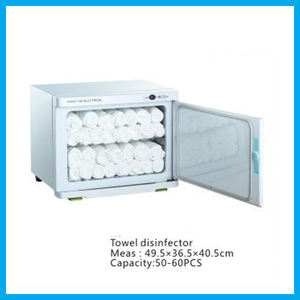 Towel disinfector
Meas : 49.5×36.5×40.5cm
Capacity:50-60PCS